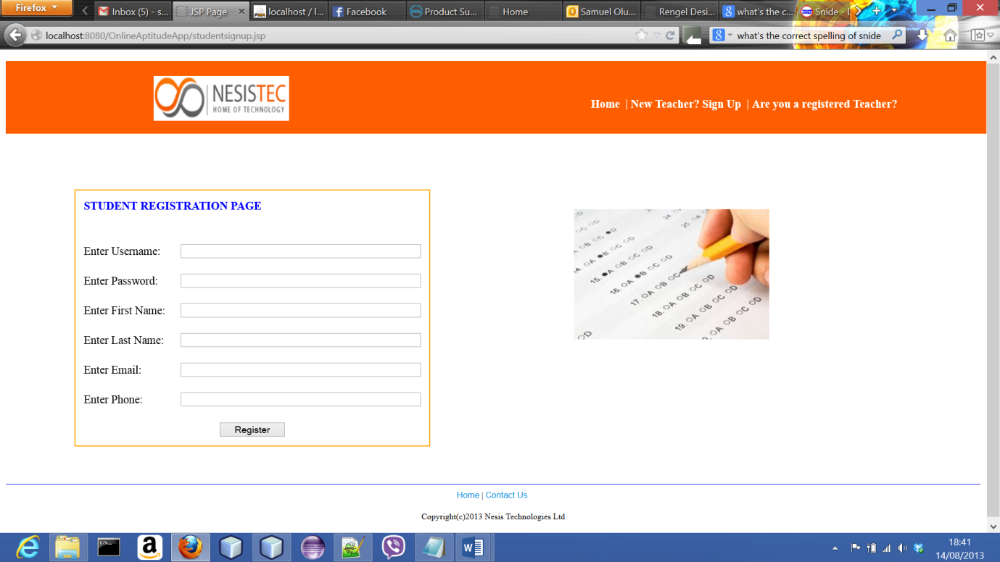 Firefox
Inbox (5) - s...
JSP Page
localhost / l...
Facebook
Product Su...
Home
Samuel Olu...
Rengel Desi...
what's the c...
Snide -
localhost:8080/OnlineAptitudeApp/studentsignup.jsp
what's the correct spelling of snide
NESISTEC
HOME OF TECHNOLOGY
Home | New Teacher? Sign Up | Are you a registered Teacher?
STUDENT REGISTRATION PAGE
Enter Username:
Enter Password:
Enter First Name:
Enter Last Name:
Enter Email:
Enter Phone:
Register
15. OA OB OC OD
16. OA OB OC OD
17. OA OB OC
18. OA OB OC OD
19. OA OB OC OD
OA OB OC OD
Home | Contact Us
Copyright(c)2013 Nesis Technologies Ltd
18:41
14/08/2013